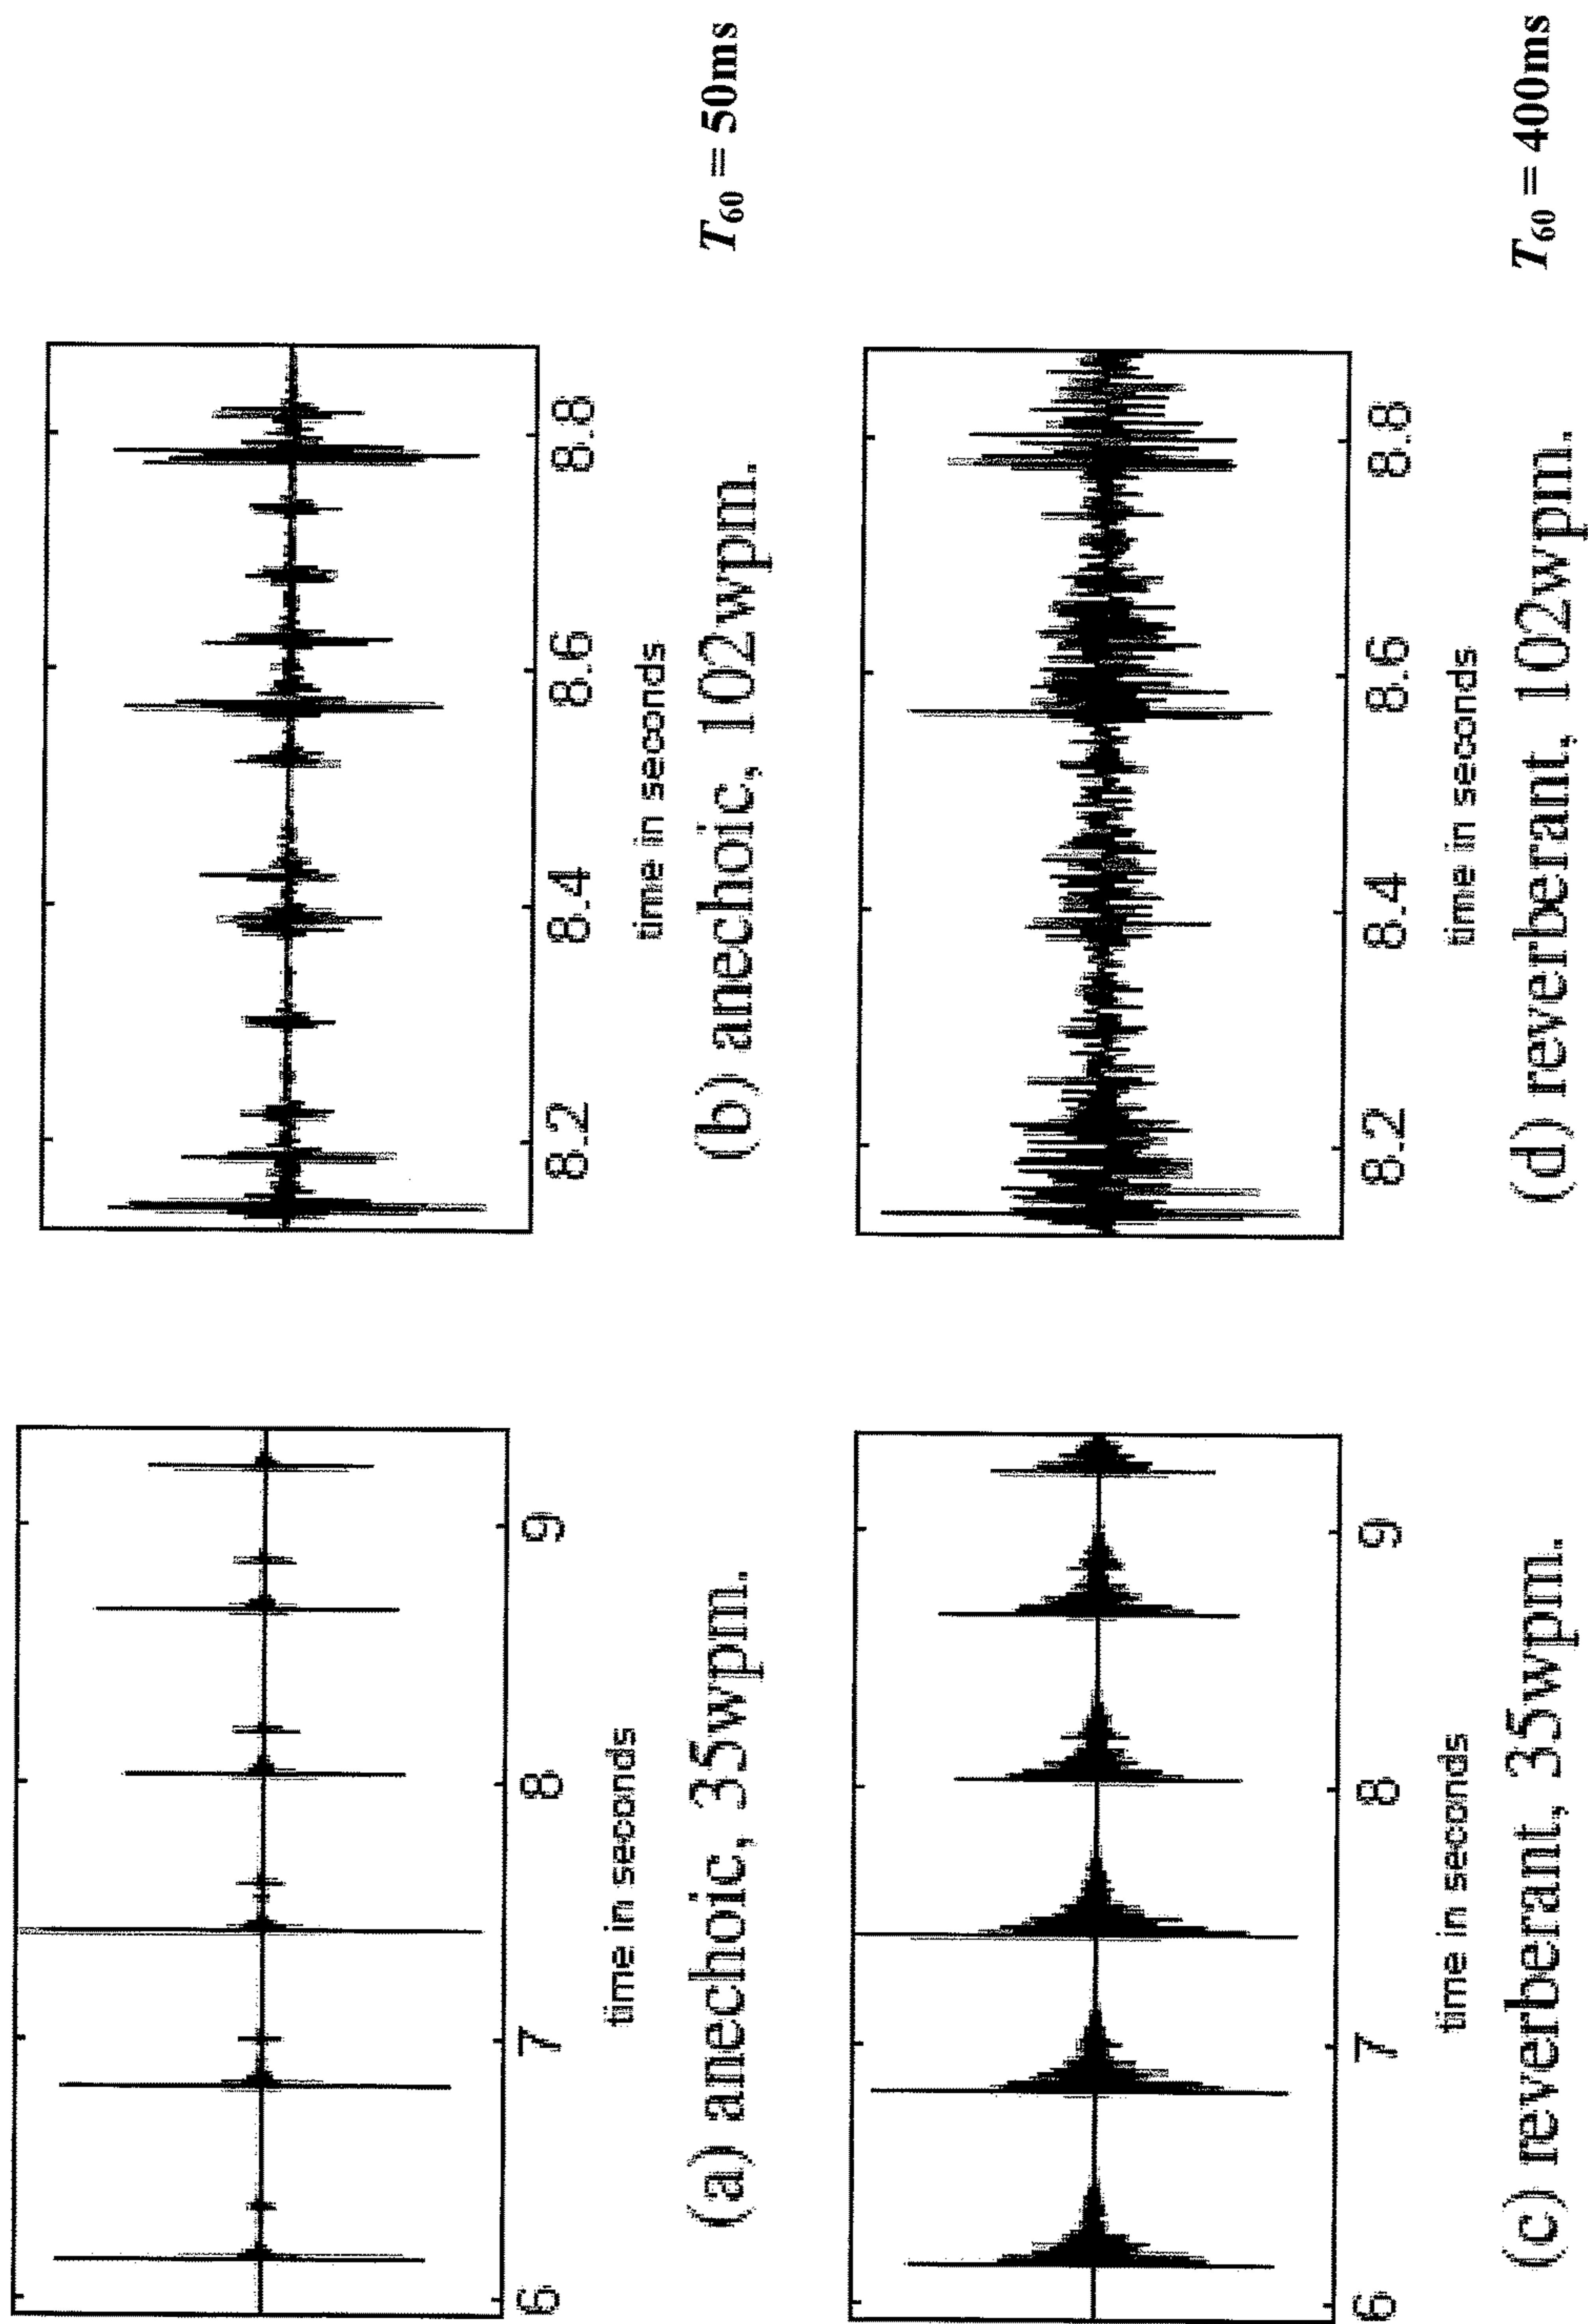 6 7 8 9
time in seconds
(a) anechoic, 35wpm.
8.2 8.4 8.6 8.8
time in seconds
(b) anechoic, 102wpm.
T60 = 50ms
6 7 8 9
time in seconds
(c) reverberant, 35wpm.
8.2 8.4 8.6 8.8
time in seconds
(d) reverberant, 102wpm.
T60 = 400ms